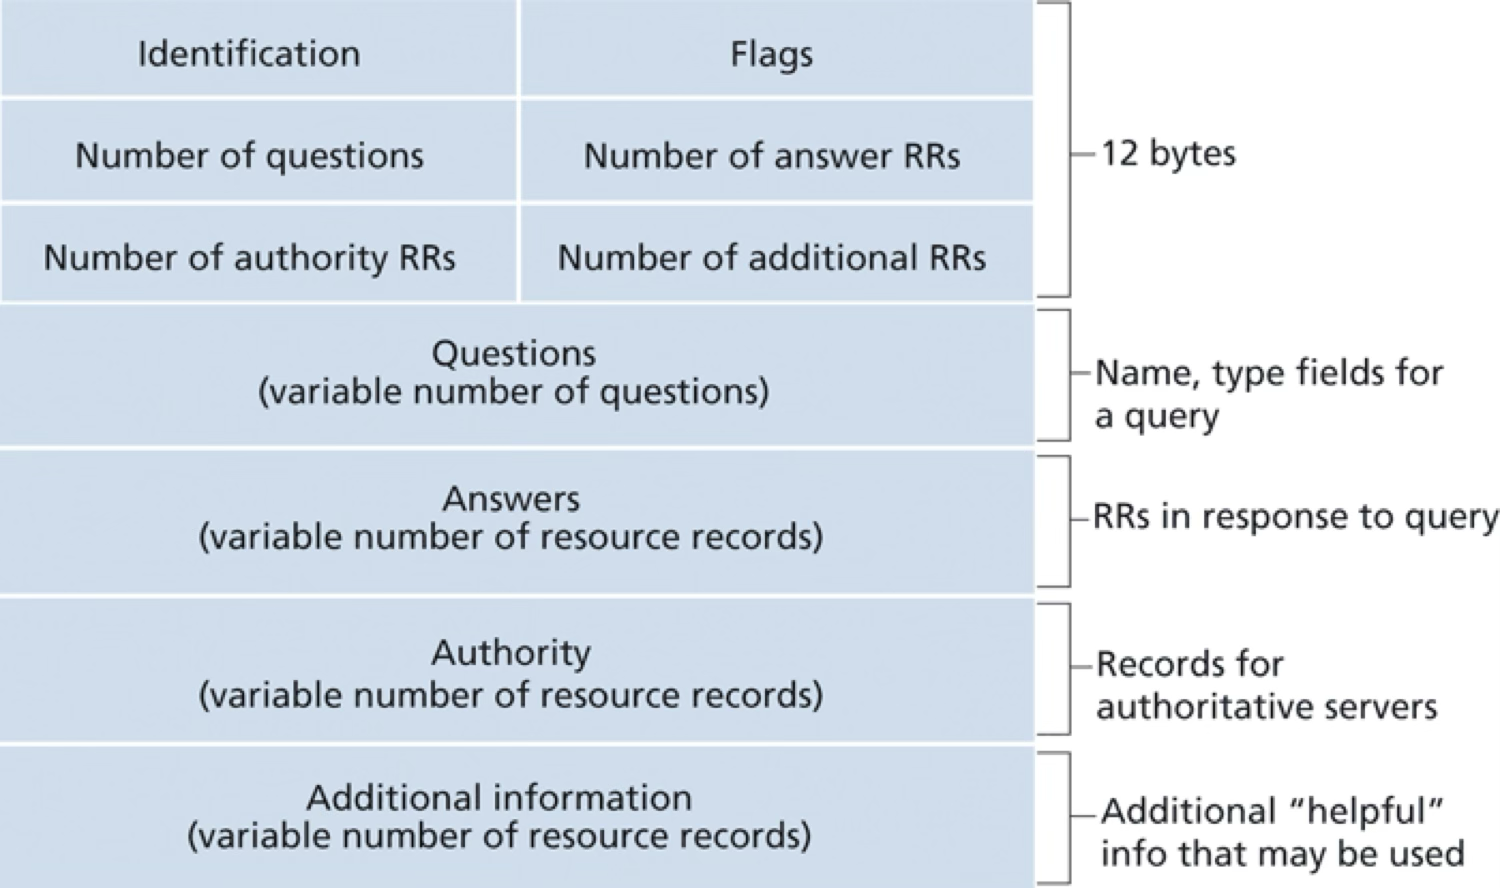 Identification
Flags
Number of questions
Number of answer RRs
12 bytes
Number of authority RRs
Number of additional RRs
Questions
(variable number of questions)
Name, type fields for
a query
Answers
(variable number of resource records)
RRs in response to query
Authority
(variable number of resource records)
Records for
authoritative servers
Additional information
(variable number of resource records)
Additional “helpful”
info that may be used